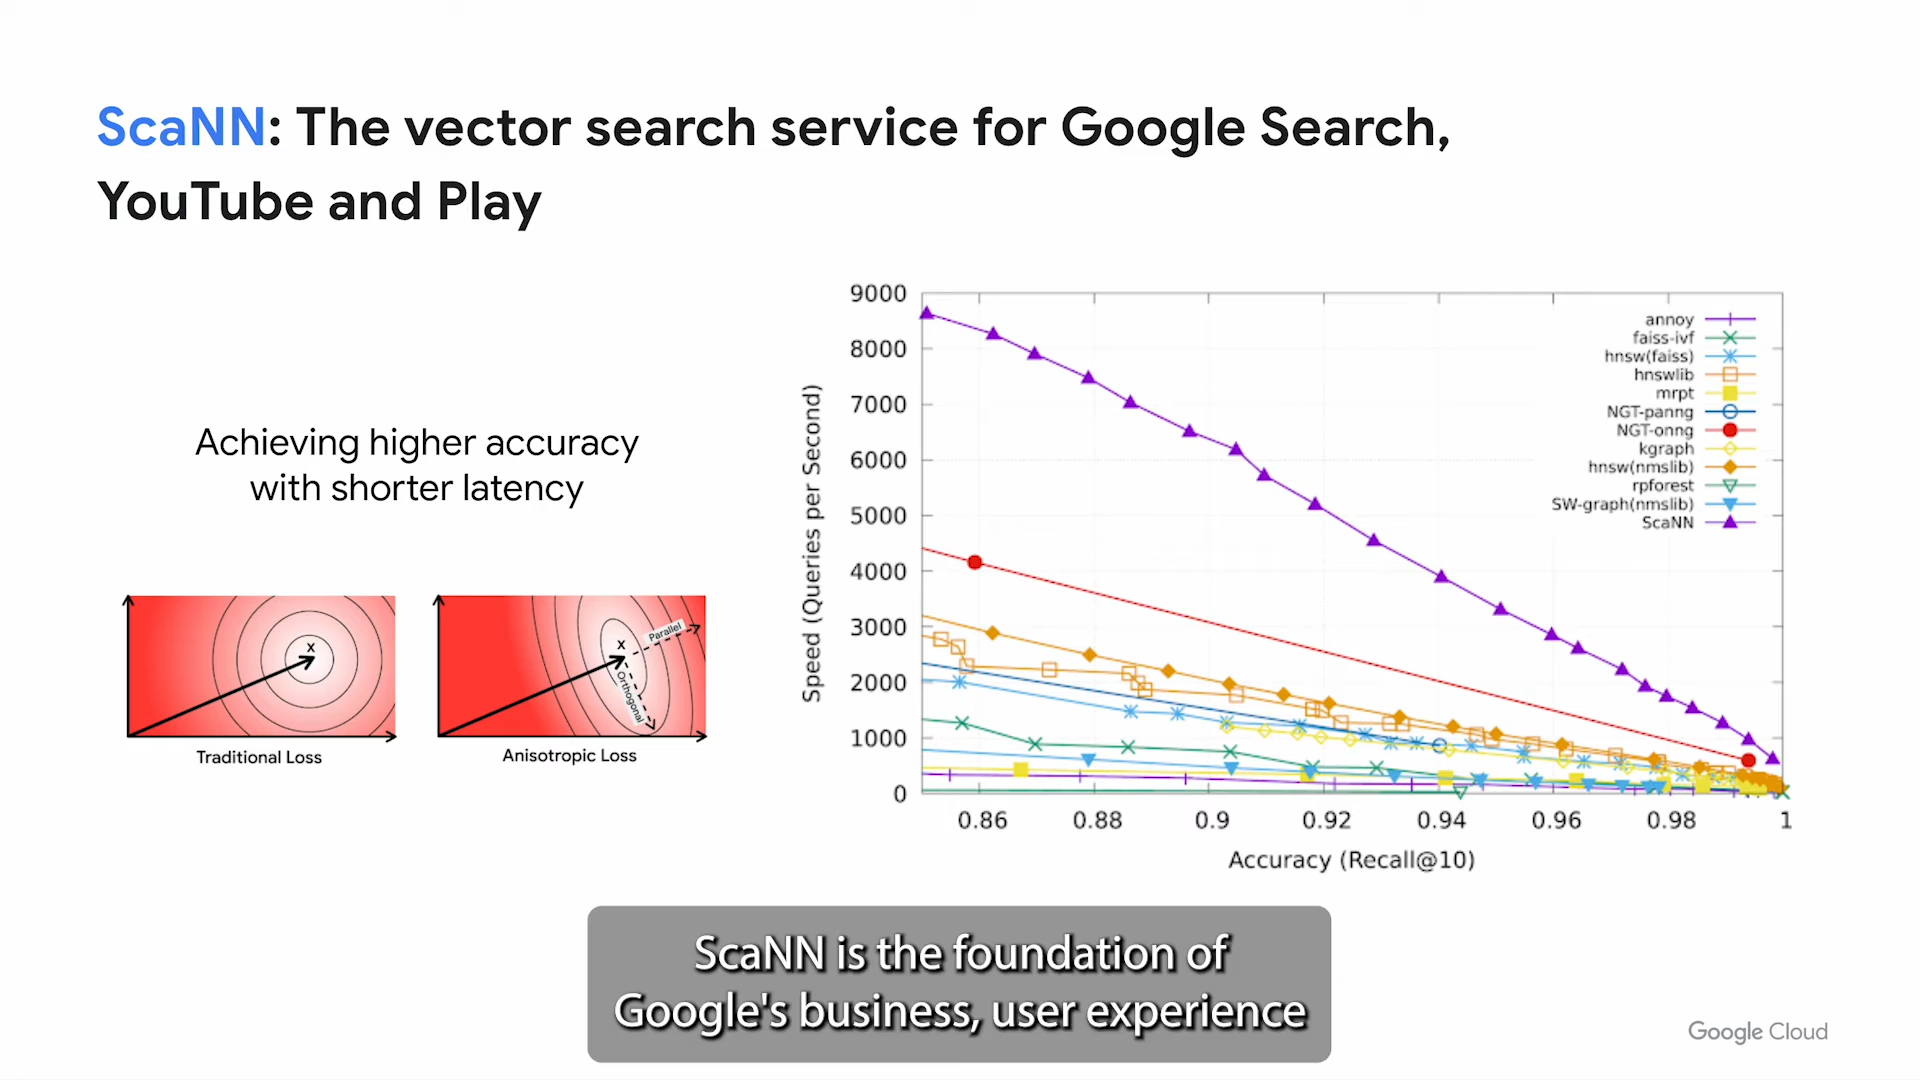 ScaNN: The vector search service for Google Search,
YouTube and Play
Achieving higher accuracy
with shorter latency
x
Traditional Loss
x
Parallel
Orthogonal
Anisotropic Loss
Speed (Queries per Second)
9000
8000
7000
6000
5000
4000
3000
2000
1000
0
annoy
faiss-ivf
hnsw(faiss)
hnswlib
mrpt
NGT-panng
NGT-onng
kgraph
hnsw(nmslib)
rpforest
SW-graph(nmslib)
ScaNN
0.86 0.88 0.9 0.92 0.94 0.96 0.98 1
Accuracy (Recall@10)
ScaNN is the foundation of
Google's business, user experience
Google Cloud